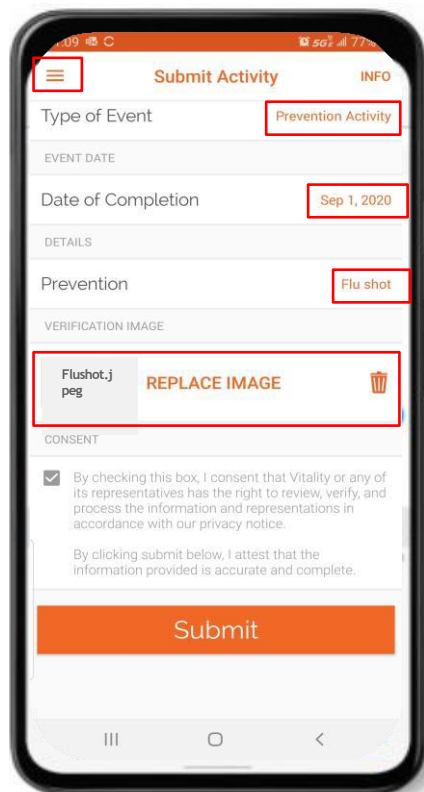 :09
5G 77%
Submit Activity
INFO
Type of Event
Prevention Activity
EVENT DATE
Date of Completion
Sep 1, 2020
DETAILS
Prevention
Flu shot
VERIFICATION IMAGE
Flushot.j
peg
REPLACE IMAGE
CONSENT
By checking this box, I consent that Vitality or any of
its representatives has the right to review, verify, and
process the information and representations in
accordance with our privacy notice.
By clicking submit below, I attest that the
information provided is accurate and complete.
Submit